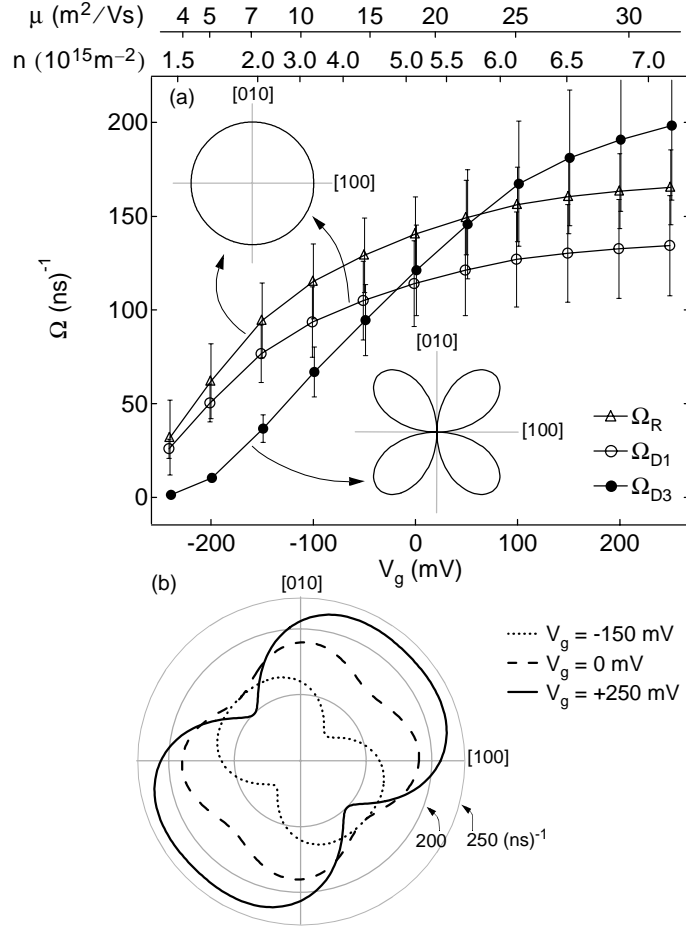 μ (m²/Vs) 4 5 7 10 15 20 25 30
n (10¹⁵m⁻²) 1.5 2.0 3.0 4.0 5.0 5.5 6.0 6.5 7.0
(a)
[010]
[100]
200
150
100
50
0
Ω (ns)⁻¹
[010]
[100]
Ω_R
Ω_D1
Ω_D3
-200 -100 0 100 200
V_g (mV)
(b)
[010]
V_g = -150 mV
V_g = 0 mV
V_g = +250 mV
[100]
200 250 (ns)⁻¹